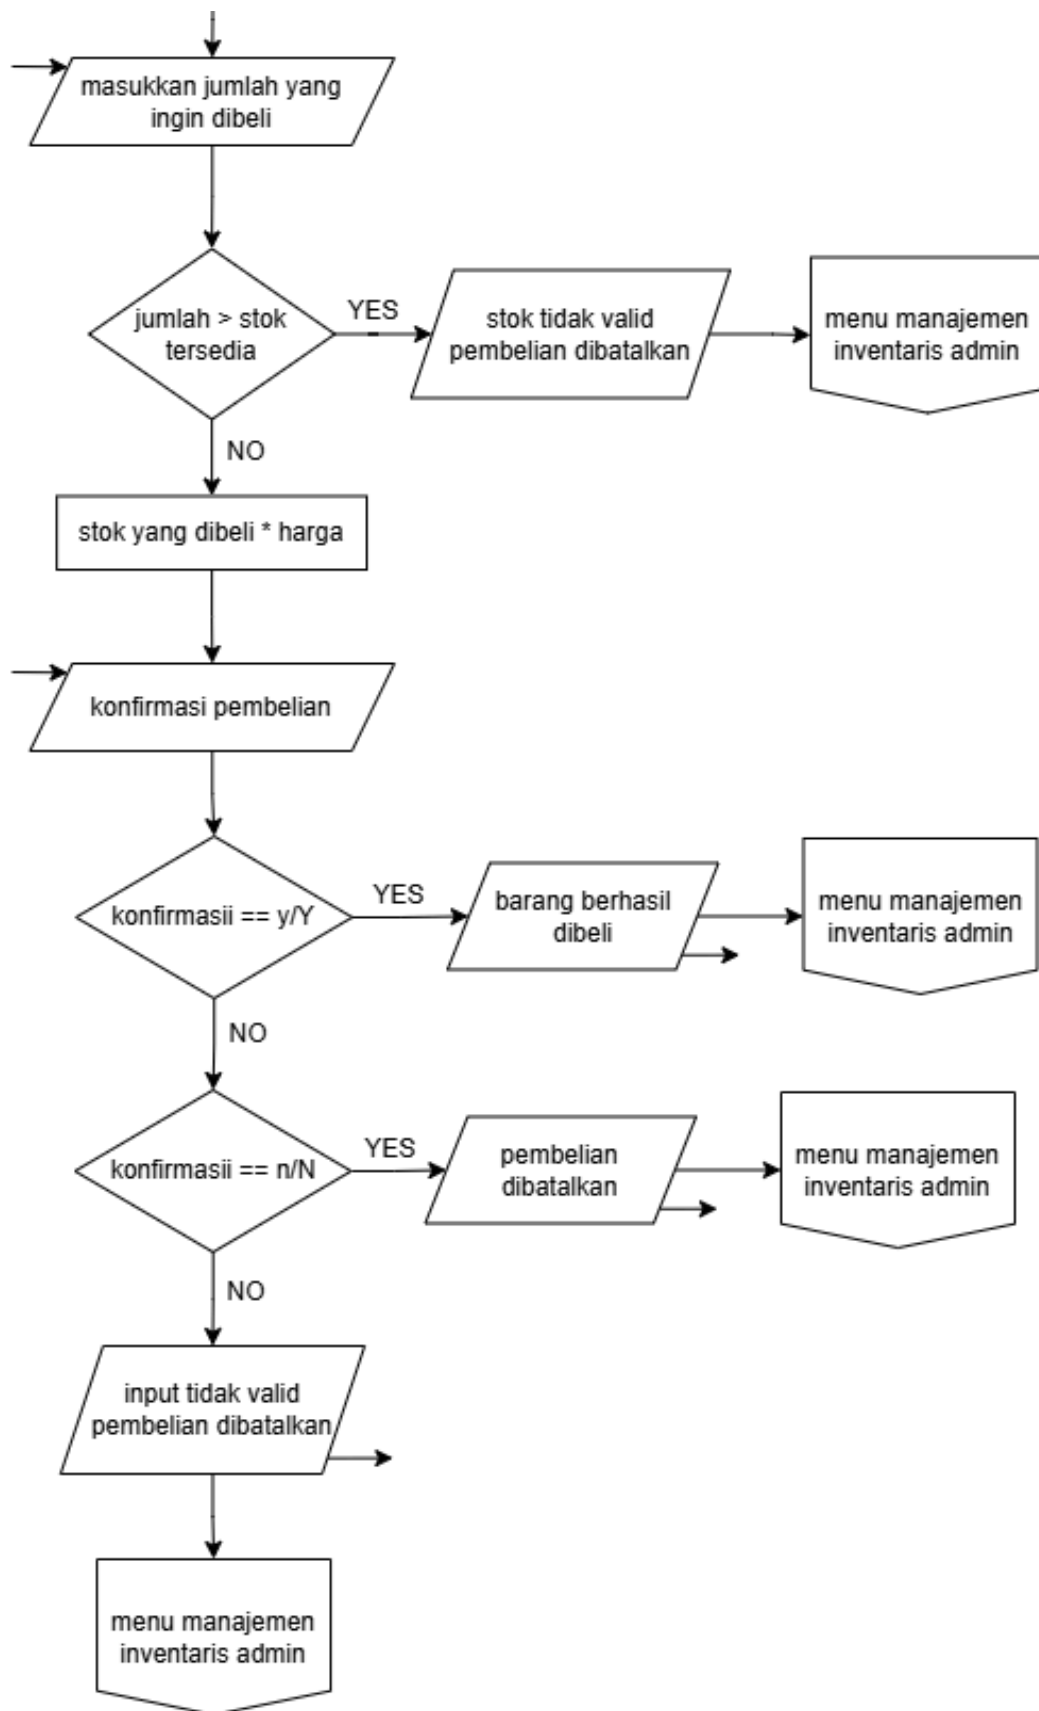 masukkan jumlah yang
ingin dibeli
jumlah > stok
tersedia
YES
stok tidak valid
pembelian dibatalkan
menu manajemen
inventaris admin
NO
stok yang dibeli * harga
konfirmasi pembelian
konfirmasii == y/Y
YES
barang berhasil
dibeli
menu manajemen
inventaris admin
NO
konfirmasii == n/N
YES
pembelian
dibatalkan
menu manajemen
inventaris admin
NO
input tidak valid
pembelian dibatalkan
menu manajemen
inventaris admin